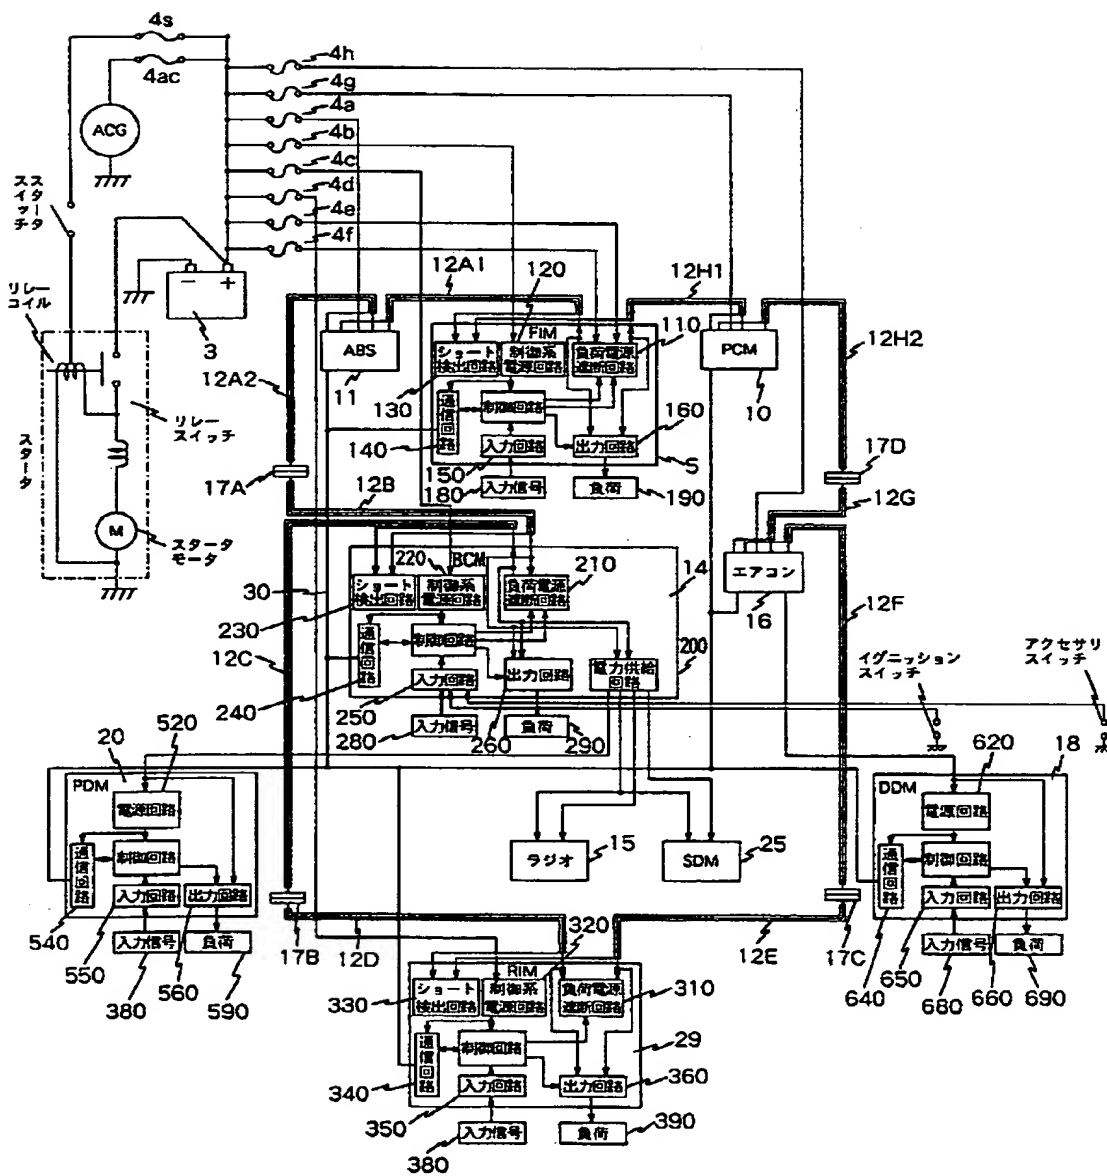 4s
4ac
ACG
4h
4g
4a
4b
4c
4d
4e
4f
スタータ
スイッチ
リレー
コイル
3
リレー
スイッチ
スタータ
M
スタータ
モータ
12A1
120
12H1
12A2
ABS
11
FIM
110
PCM
10
12H2
ショート
検出回路
制御系
電源回路
負荷電源
遮断回路
130
通信回路
制御回路
160
140
入力回路
出力回路
150
5
180
入力信号
負荷
190
17A
12B
17D
12G
220
BCM
210
14
30
ショート
検出回路
制御系
電源回路
負荷電源
遮断回路
エアコン
16
12F
230
12C
通信回路
制御回路
200
240
入力回路
出力回路
電力供給
回路
250
260
280
入力信号
負荷
290
イグニッション
スイッチ
アクセサリ
スイッチ
20
520
PDM
電源回路
通信回路
制御回路
入力回路
出力回路
540
550
560
380
入力信号
負荷
590
ラジオ
15
SDM
25
620
18
DDM
電源回路
通信回路
制御回路
入力回路
出力回路
640
650
660
680
入力信号
負荷
690
17B
12D
320
12E
17C
RIM
330
ショート
検出回路
制御系
電源回路
負荷電源
遮断回路
310
通信回路
制御回路
29
340
入力回路
出力回路
360
350
380
入力信号
負荷
390